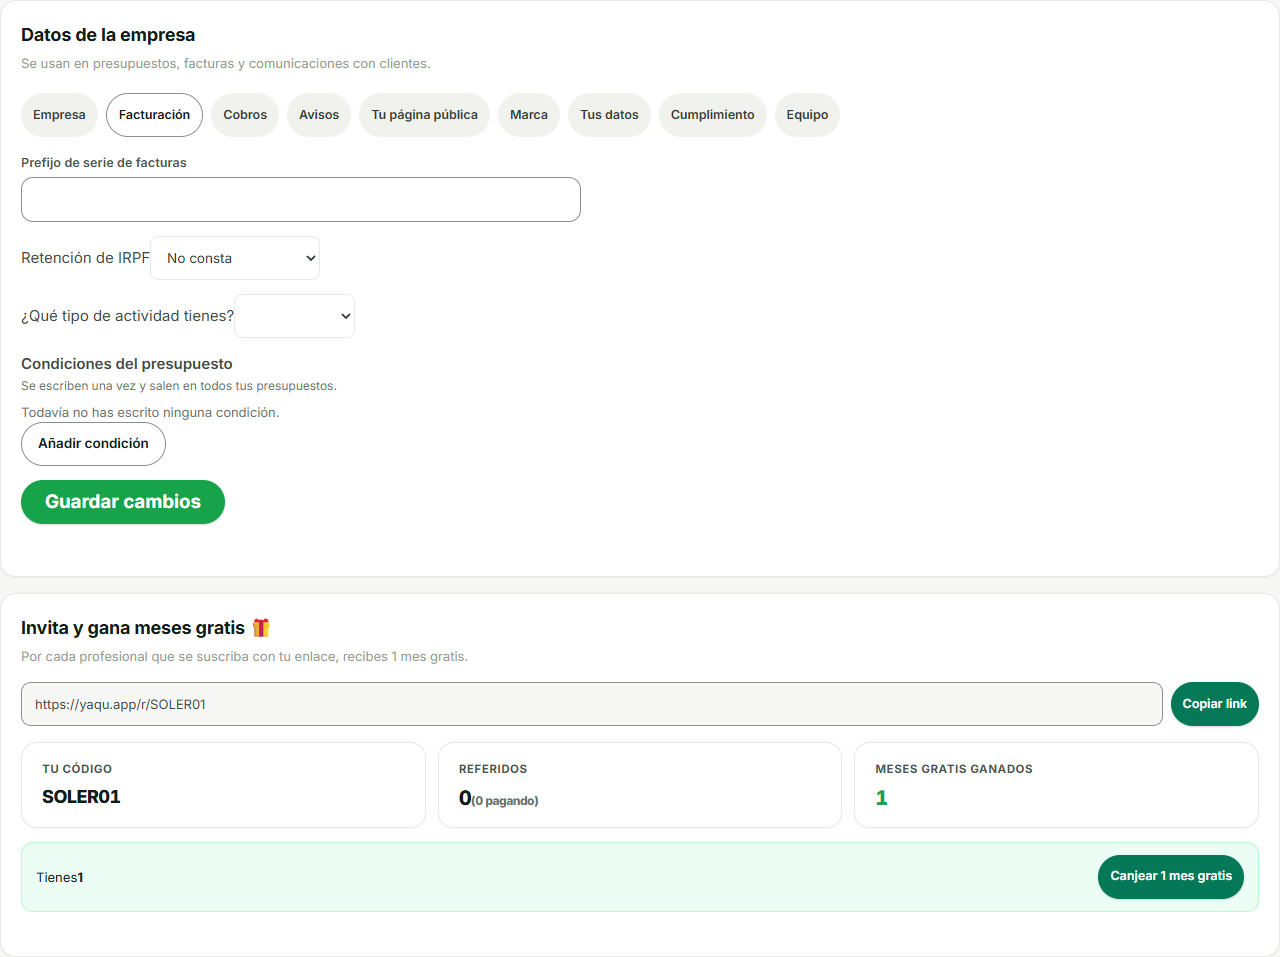 Datos de la empresa
Se usan en presupuestos, facturas y comunicaciones con clientes.
Empresa Facturación Cobros Avisos Tu página pública Marca Tus datos Cumplimiento Equipo
Prefijo de serie de facturas
Retención de IRPF No consta
¿Qué tipo de actividad tienes?
Condiciones del presupuesto
Se escriben una vez y salen en todos tus presupuestos.
Todavía no has escrito ninguna condición.
Añadir condición
Guardar cambios
Invita y gana meses gratis 🎁
Por cada profesional que se suscriba con tu enlace, recibes 1 mes gratis.
https://yaqu.app/r/SOLER01 Copiar link
TU CÓDIGO REFERIDOS MESES GRATIS GANADOS
SOLER01 0(0 pagando) 1
Tienes1 Canjear 1 mes gratis